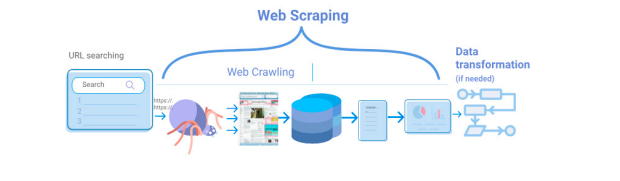 Web Scraping
URL searching
Web Crawling
Data
transformation
(if needed)
Search
1
2
3
https://.
https://.